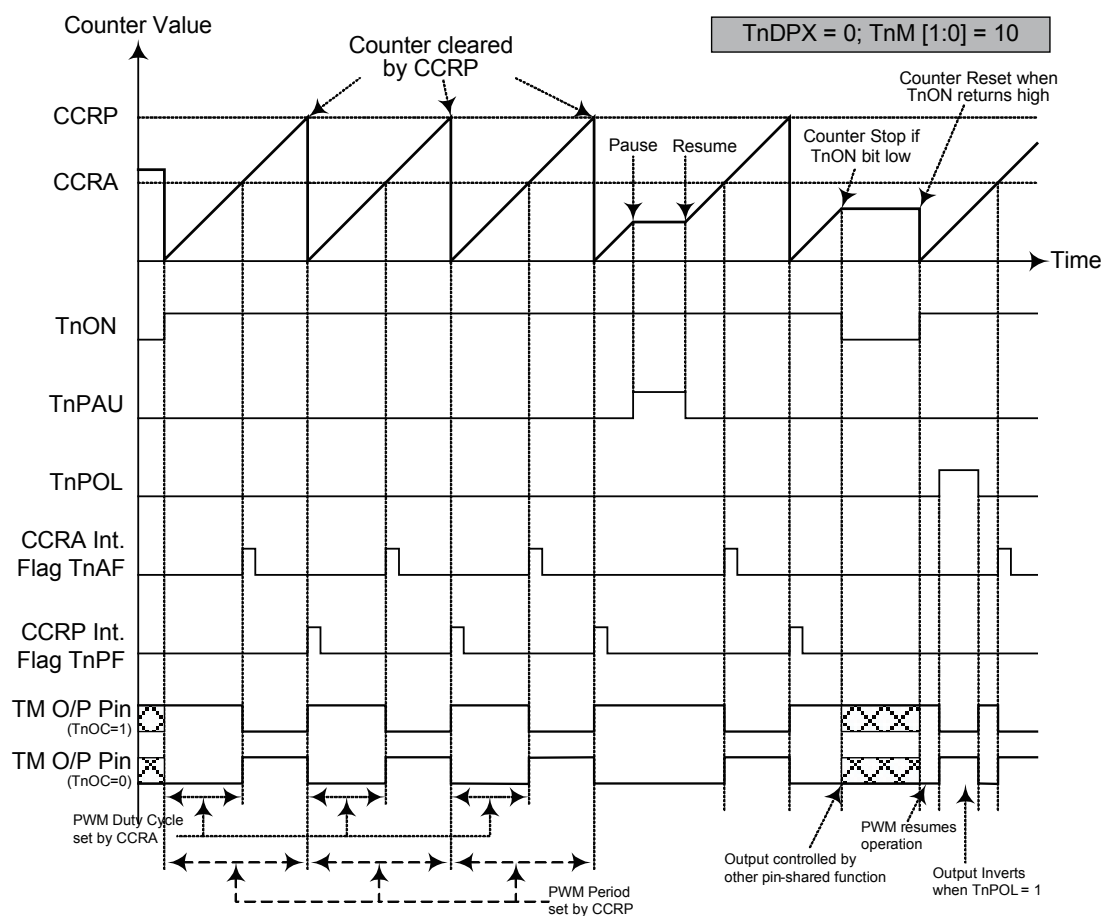 Counter Value
TnDPX = 0; TnM [1:0] = 10
Counter cleared
by CCRP
Counter Reset when
TnON returns high
CCRP
Counter Stop if
TnON bit low
Pause
Resume
CCRA
Time
TnON
TnPAU
TnPOL
CCRA Int.
Flag TnAF
CCRP Int.
Flag TnPF
TM O/P Pin
(TnOC=1)
TM O/P Pin
(TnOC=0)
PWM Duty Cycle
set by CCRA
PWM resumes
operation
Output controlled by
other pin-shared function
Output Inverts
when TnPOL = 1
PWM Period
set by CCRP